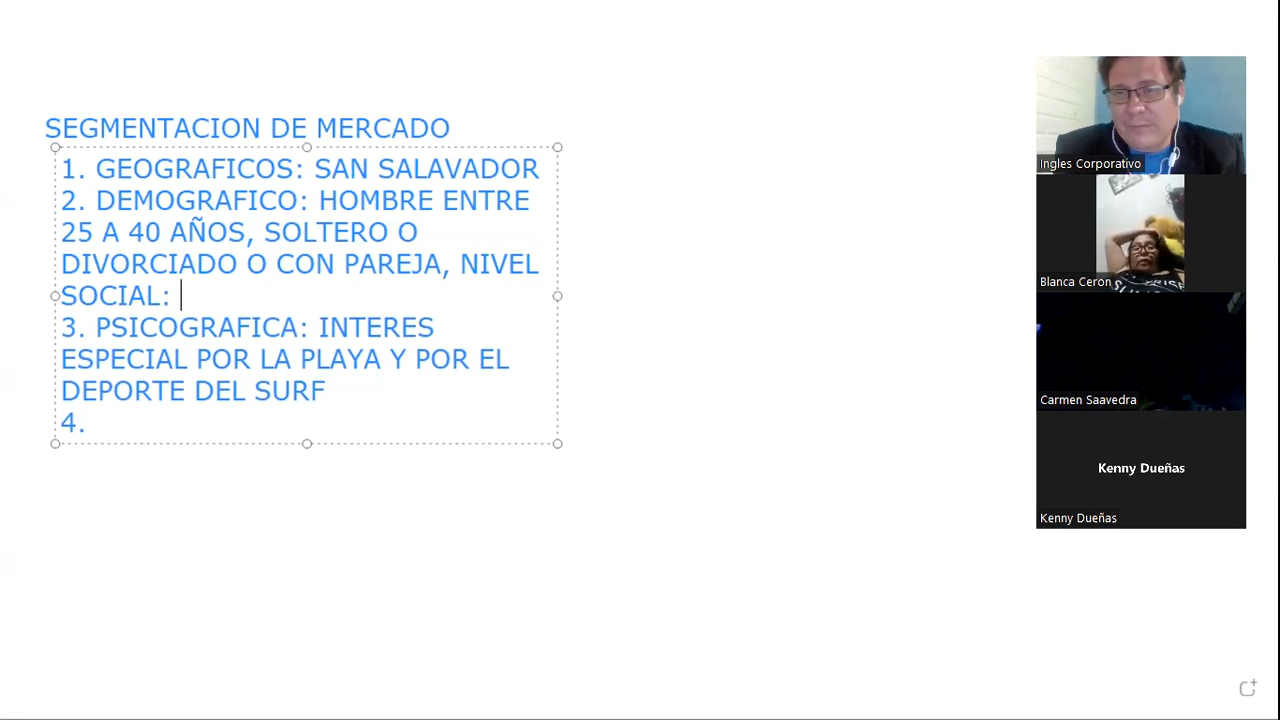 SEGMENTACION DE MERCADO
1. GEOGRAFICOS: SAN SALAVADOR
2. DEMOGRAFICO: HOMBRE ENTRE
25 A 40 AÑOS, SOLTERO O
DIVORCIADO O CON PAREJA, NIVEL
SOCIAL:
3. PSICOGRAFICA: INTERES
ESPECIAL POR LA PLAYA Y POR EL
DEPORTE DEL SURF
4.
Ingles Corporativo
Blanca Ceron
Carmen Saavedra
Kenny Dueñas
Kenny Dueñas